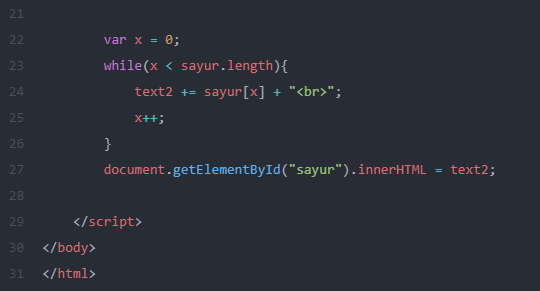 21
22 var x = 0;
23 while(x < sayur.length){
24 text2 += sayur[x] + "<br>";
25 x++;
26 }
27 document.getElementById("sayur").innerHTML = text2;
28
29 </script>
30 </body>
31 </html>